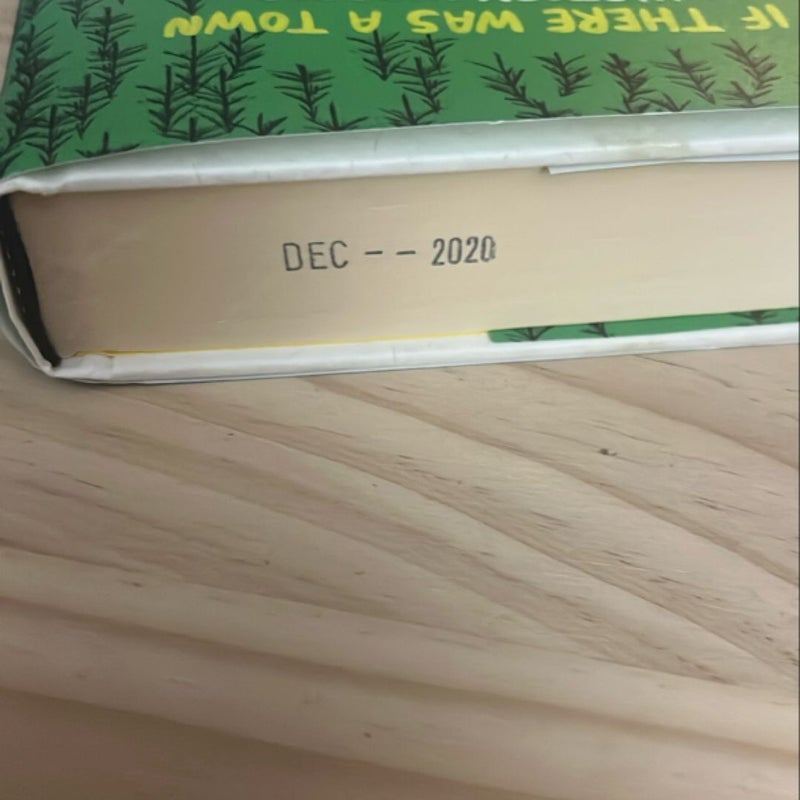 IF THERE WAS A TOWN
DEC -- 2020